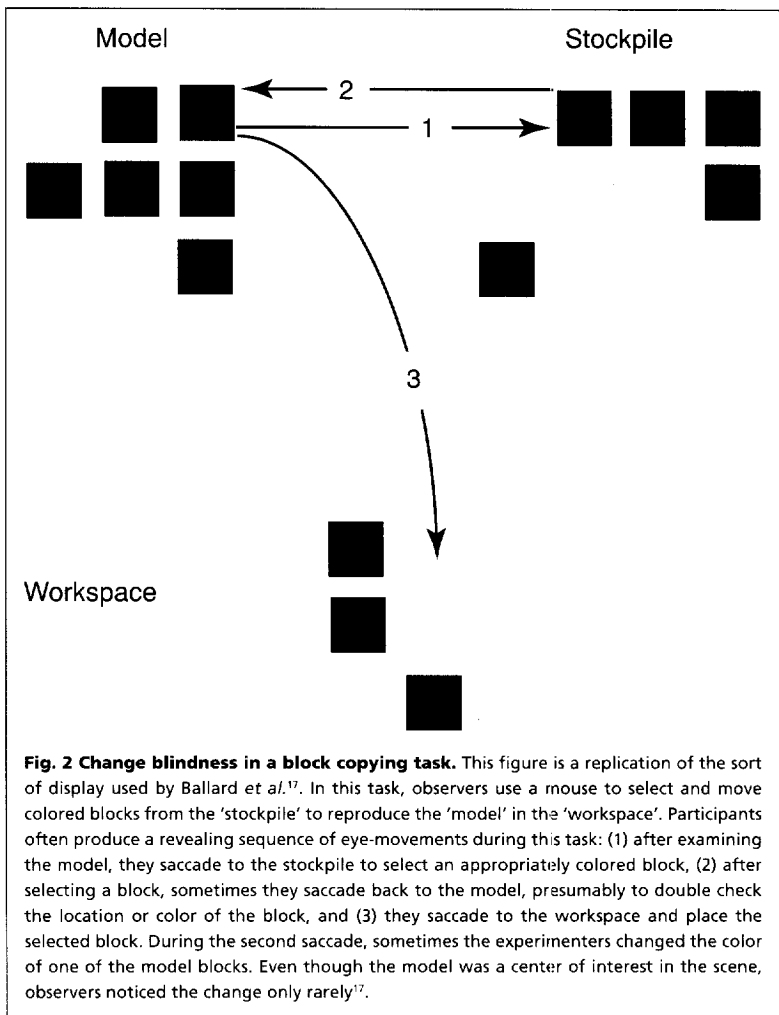 Model Stockpile
2
1
3
Workspace
Fig. 2 Change blindness in a block copying task. This figure is a replication of the sort
of display used by Ballard et al.¹⁷. In this task, observers use a mouse to select and move
colored blocks from the 'stockpile' to reproduce the 'model' in the 'workspace'. Participants
often produce a revealing sequence of eye-movements during this task: (1) after examining
the model, they saccade to the stockpile to select an appropriately colored block, (2) after
selecting a block, sometimes they saccade back to the model, presumably to double check
the location or color of the block, and (3) they saccade to the workspace and place the
selected block. During the second saccade, sometimes the experimenters changed the color
of one of the model blocks. Even though the model was a center of interest in the scene,
observers noticed the change only rarely¹⁷.